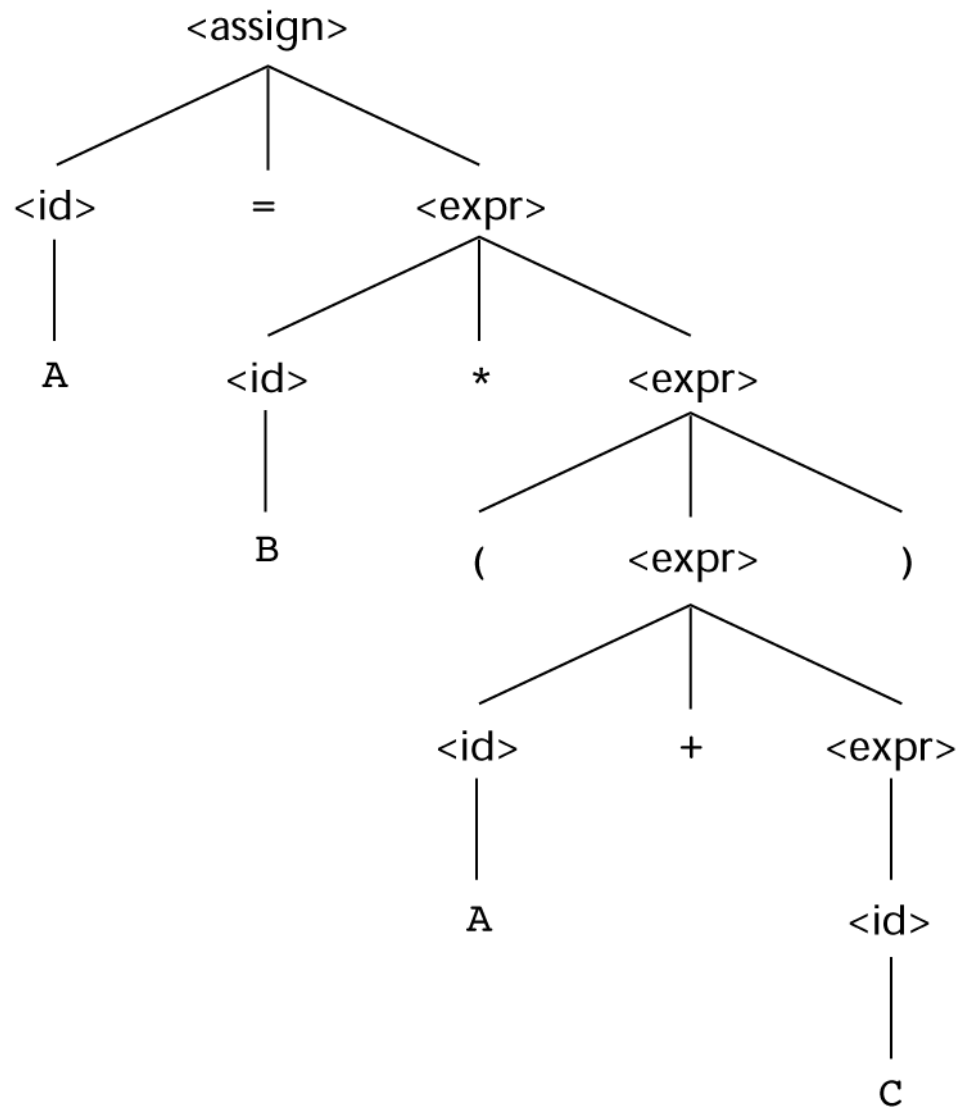 <assign>
<id> = <expr>
A <id> * <expr>
B ( <expr> )
<id> + <expr>
A <id>
C